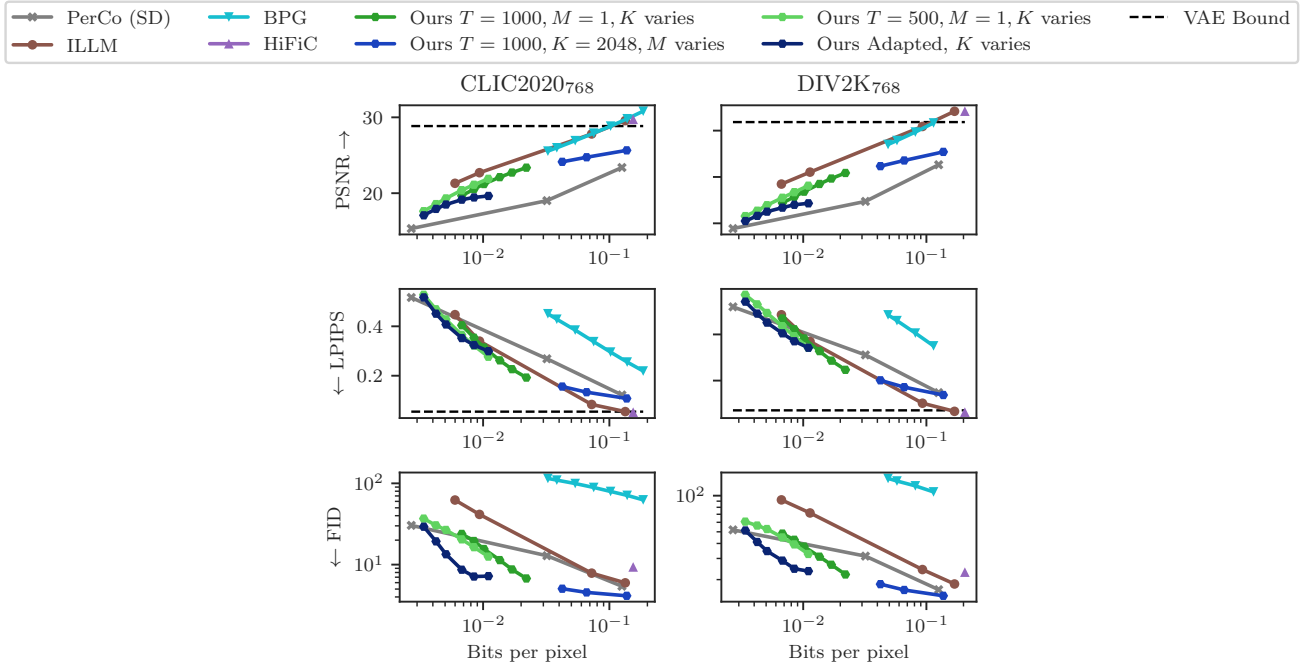 PerCo (SD) BPG Ours T = 1000, M = 1, K varies Ours T = 500, M = 1, K varies VAE Bound
ILLM HiFiC Ours T = 1000, K = 2048, M varies Ours Adapted, K varies
CLIC2020₇₆₈ DIV2K₇₆₈
PSNR →
30
20
10⁻² 10⁻¹ 10⁻² 10⁻¹
← LPIPS
0.4
0.2
10⁻² 10⁻¹ 10⁻² 10⁻¹
← FID
10² 10²
10¹
10⁻² 10⁻¹ 10⁻² 10⁻¹
Bits per pixel Bits per pixel